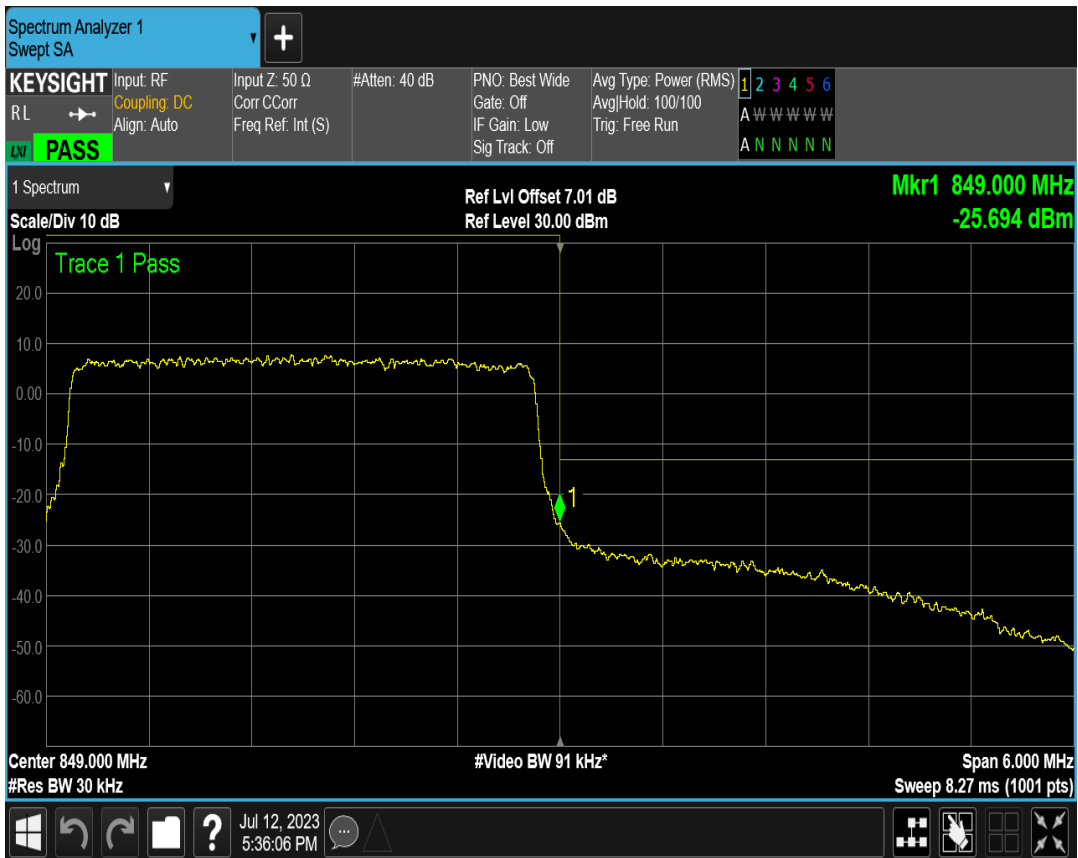 Spectrum Analyzer 1
Swept SA
+
KEYSIGHT
R L
LXI PASS
Input: RF
Coupling: DC
Align: Auto
Input Z: 50 Ω
Corr CCorr
Freq Ref: Int (S)
#Atten: 40 dB
PNO: Best Wide
Gate: Off
IF Gain: Low
Sig Track: Off
Avg Type: Power (RMS)
Avg|Hold: 100/100
Trig: Free Run
1 2 3 4 5 6
A W W W W W
A N N N N N
1 Spectrum
Scale/Div 10 dB
Ref Lvl Offset 7.01 dB
Ref Level 30.00 dBm
Mkr1 849.000 MHz
-25.694 dBm
Log
Trace 1 Pass
20.0
10.0
0.00
-10.0
-20.0
1
-30.0
-40.0
-50.0
-60.0
Center 849.000 MHz
#Res BW 30 kHz
#Video BW 91 kHz*
Span 6.000 MHz
Sweep 8.27 ms (1001 pts)
?
Jul 12, 2023
5:36:06 PM